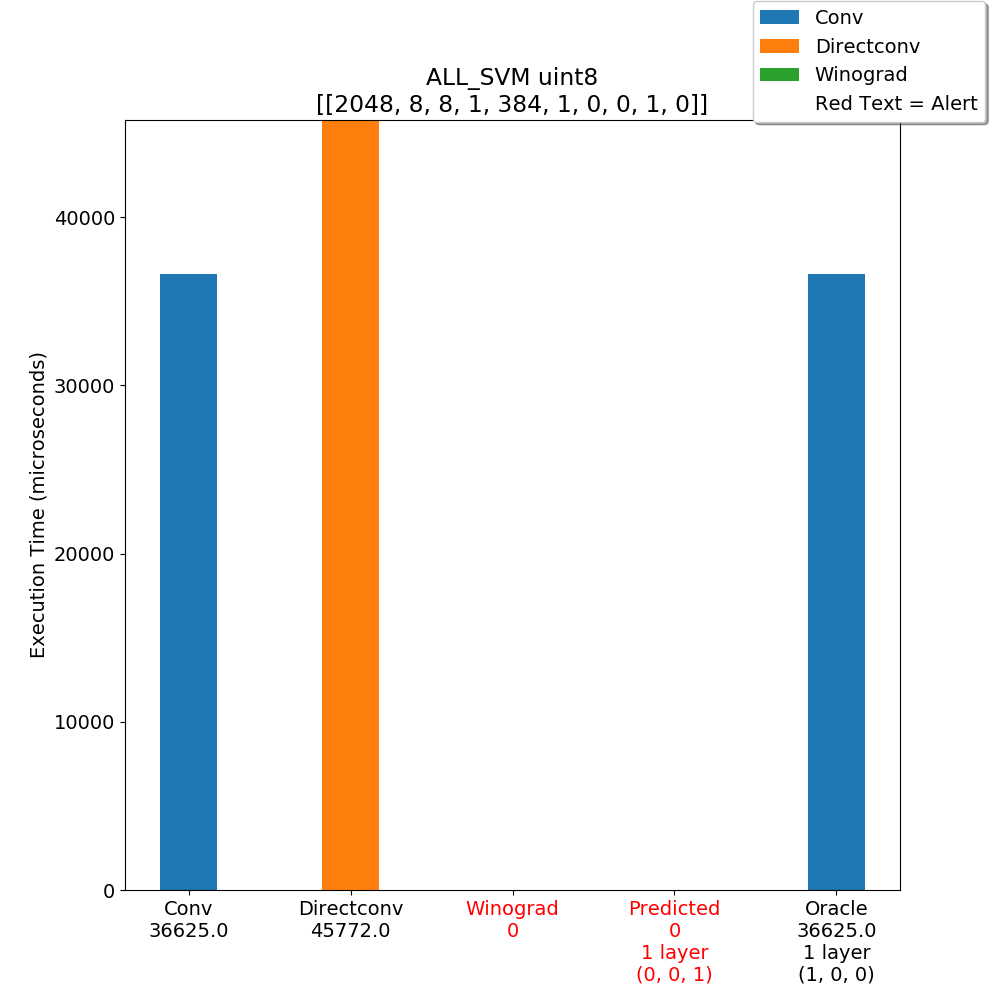 Conv
Directconv
Winograd
Red Text = Alert
ALL_SVM uint8
[[2048, 8, 8, 1, 384, 1, 0, 0, 1, 0]]
Execution Time (microseconds)
40000
30000
20000
10000
0
Conv Directconv Winograd Predicted Oracle
36625.0 45772.0 0 0 36625.0
1 layer 1 layer
(0, 0, 1) (1, 0, 0)